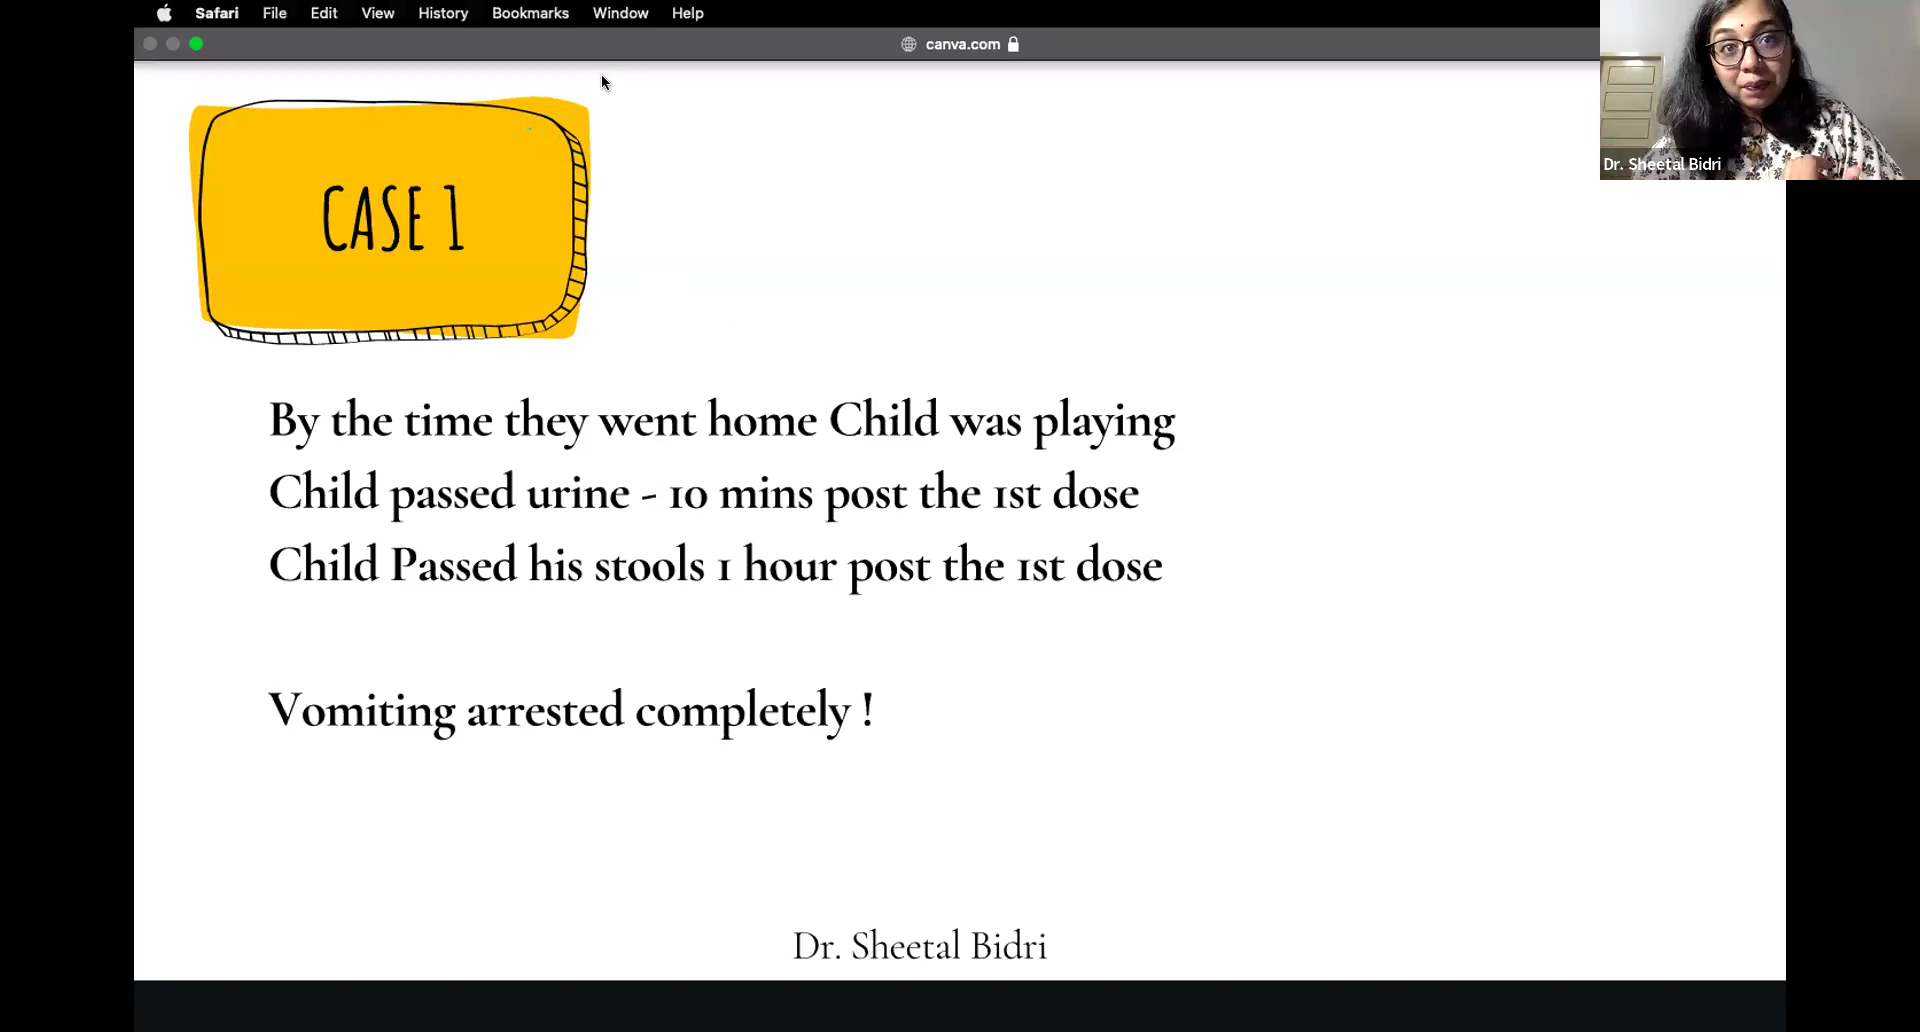 Safari File Edit View History Bookmarks Window Help
canva.com
Dr. Sheetal Bidri
CASE 1
By the time they went home Child was playing
Child passed urine - 10 mins post the 1st dose
Child Passed his stools 1 hour post the 1st dose
Vomiting arrested completely !
Dr. Sheetal Bidri